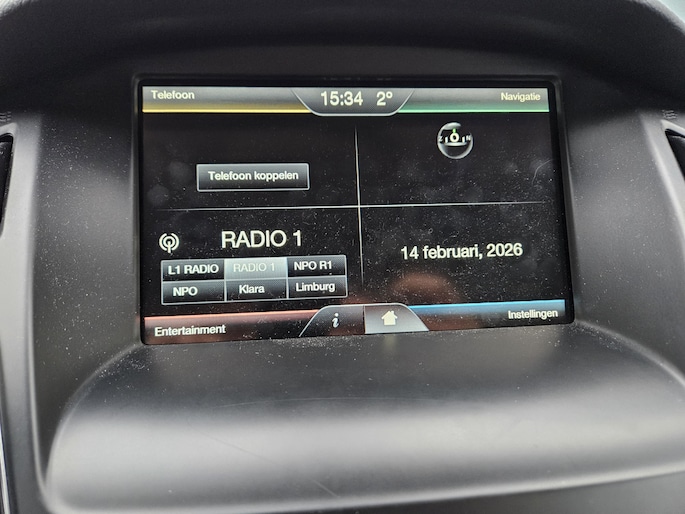 Telefoon
15:34 2°
Navigatie
Telefoon koppelen
RADIO 1
L1 RADIO RADIO 1 NPO R1
NPO Klara Limburg
14 februari, 2026
Entertainment
i
Instellingen